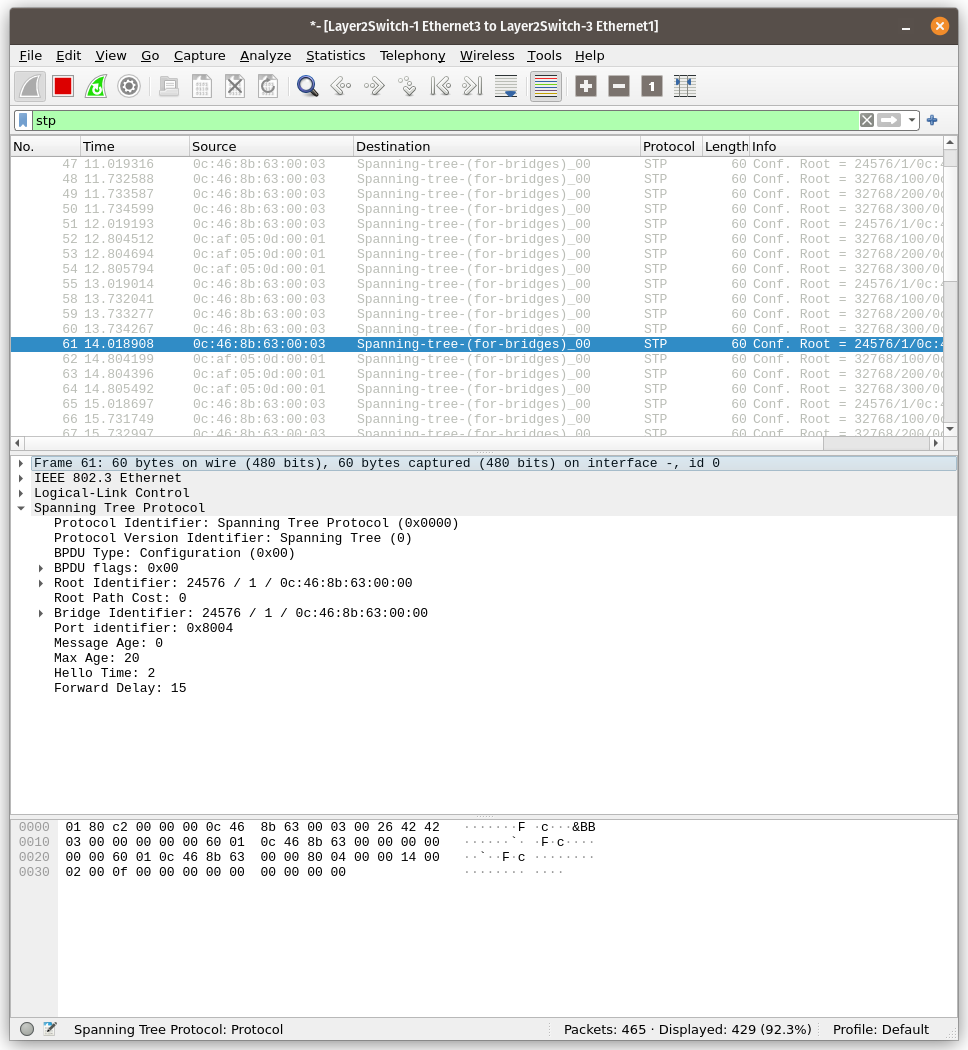 *- [Layer2Switch-1 Ethernet3 to Layer2Switch-3 Ethernet1]
File Edit View Go Capture Analyze Statistics Telephony Wireless Tools Help
1
stp
No. Time Source Destination Protocol Length Info
47 11.019316 0c:46:8b:63:00:03 Spanning-tree-(for-bridges)_00 STP 60 Conf. Root = 24576/1/0c:4
48 11.732588 0c:46:8b:63:00:03 Spanning-tree-(for-bridges)_00 STP 60 Conf. Root = 32768/100/0c
49 11.733587 0c:46:8b:63:00:03 Spanning-tree-(for-bridges)_00 STP 60 Conf. Root = 32768/200/0c
50 11.734599 0c:46:8b:63:00:03 Spanning-tree-(for-bridges)_00 STP 60 Conf. Root = 32768/300/0c
51 12.019193 0c:46:8b:63:00:03 Spanning-tree-(for-bridges)_00 STP 60 Conf. Root = 24576/1/0c:4
52 12.804512 0c:af:05:0d:00:01 Spanning-tree-(for-bridges)_00 STP 60 Conf. Root = 32768/100/0c
53 12.804694 0c:af:05:0d:00:01 Spanning-tree-(for-bridges)_00 STP 60 Conf. Root = 32768/200/0c
54 12.805794 0c:af:05:0d:00:01 Spanning-tree-(for-bridges)_00 STP 60 Conf. Root = 32768/300/0c
55 13.019014 0c:46:8b:63:00:03 Spanning-tree-(for-bridges)_00 STP 60 Conf. Root = 24576/1/0c:4
58 13.732041 0c:46:8b:63:00:03 Spanning-tree-(for-bridges)_00 STP 60 Conf. Root = 32768/100/0c
59 13.733277 0c:46:8b:63:00:03 Spanning-tree-(for-bridges)_00 STP 60 Conf. Root = 32768/200/0c
60 13.734267 0c:46:8b:63:00:03 Spanning-tree-(for-bridges)_00 STP 60 Conf. Root = 32768/300/0c
61 14.018908 0c:46:8b:63:00:03 Spanning-tree-(for-bridges)_00 STP 60 Conf. Root = 24576/1/0c:4
62 14.804199 0c:af:05:0d:00:01 Spanning-tree-(for-bridges)_00 STP 60 Conf. Root = 32768/100/0c
63 14.804396 0c:af:05:0d:00:01 Spanning-tree-(for-bridges)_00 STP 60 Conf. Root = 32768/200/0c
64 14.805492 0c:af:05:0d:00:01 Spanning-tree-(for-bridges)_00 STP 60 Conf. Root = 32768/300/0c
65 15.018697 0c:46:8b:63:00:03 Spanning-tree-(for-bridges)_00 STP 60 Conf. Root = 24576/1/0c:4
66 15.731749 0c:46:8b:63:00:03 Spanning-tree-(for-bridges)_00 STP 60 Conf. Root = 32768/100/0c
67 15.732997 0c:46:8b:63:00:03 Spanning-tree-(for-bridges)_00 STP 60 Conf. Root = 32768/200/0c
Frame 61: 60 bytes on wire (480 bits), 60 bytes captured (480 bits) on interface -, id 0
IEEE 802.3 Ethernet
Logical-Link Control
Spanning Tree Protocol
Protocol Identifier: Spanning Tree Protocol (0x0000)
Protocol Version Identifier: Spanning Tree (0)
BPDU Type: Configuration (0x00)
BPDU flags: 0x00
Root Identifier: 24576 / 1 / 0c:46:8b:63:00:00
Root Path Cost: 0
Bridge Identifier: 24576 / 1 / 0c:46:8b:63:00:00
Port identifier: 0x8004
Message Age: 0
Max Age: 20
Hello Time: 2
Forward Delay: 15
0000 01 80 c2 00 00 00 0c 46 8b 63 00 03 00 26 42 42 ·······F ·c···&BB
0010 03 00 00 00 00 00 60 01 0c 46 8b 63 00 00 00 00 ······`· ·F·c····
0020 00 00 60 01 0c 46 8b 63 00 00 80 04 00 00 14 00 ··`··F·c ········
0030 02 00 0f 00 00 00 00 00 00 00 00 00 ········ ····
Spanning Tree Protocol: Protocol Packets: 465 · Displayed: 429 (92.3%) Profile: Default